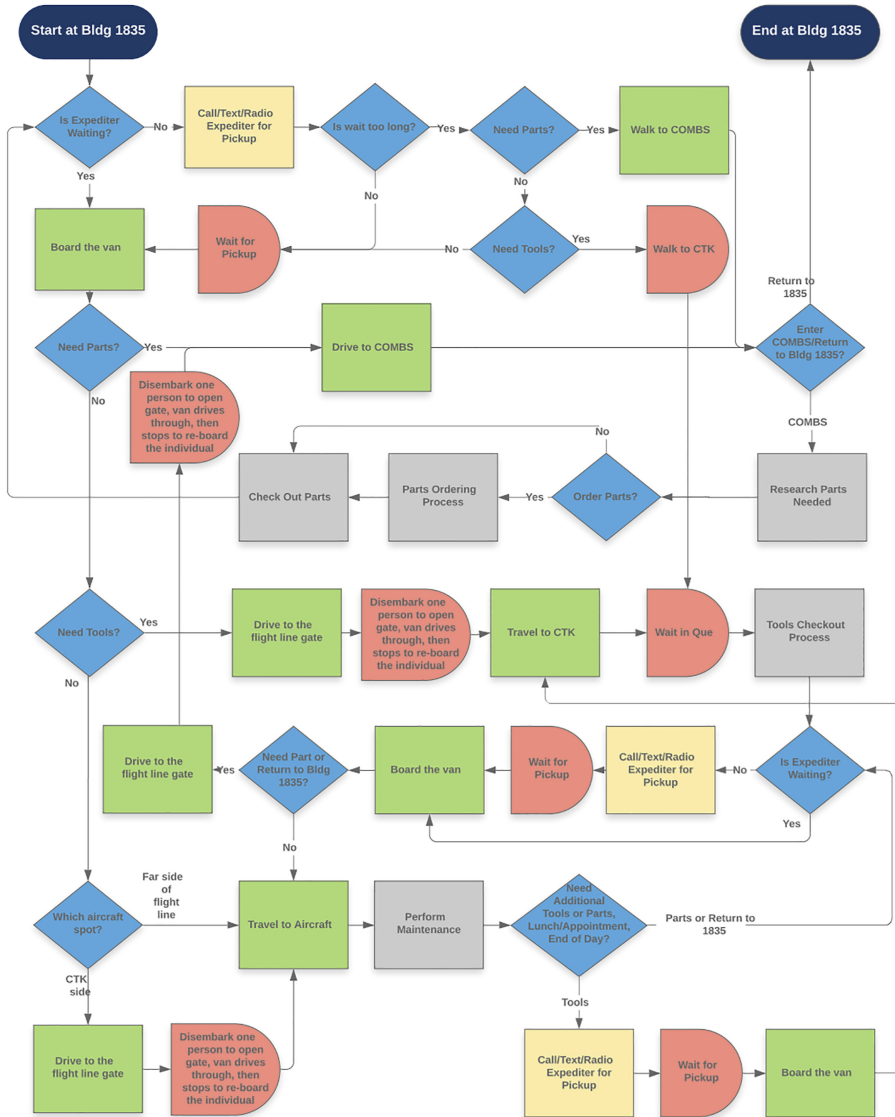 Start at Bldg 1835
End at Bldg 1835
Is Expediter
Waiting?
No
Call/Text/Radio
Expediter for
Pickup
Is wait too long?
Yes
Need Parts?
Yes
Walk to COMBS
Yes
No
No
Board the van
Wait for
Pickup
No
Need Tools?
Yes
Walk to CTK
Return to
1835
Need Parts?
Yes
Drive to COMBS
Enter
COMBS/Return
to Bldg 1835?
No
Disembark one
person to open
gate, van drives
through, then
stops to re-board
the individual
COMBS
No
Check Out Parts
Parts Ordering
Process
Yes
Order Parts?
Research Parts
Needed
Need Tools?
Yes
Drive to the
flight line gate
Disembark one
person to open
gate, van drives
through, then
stops to re-board
the individual
Travel to CTK
Wait in Que
Tools Checkout
Process
No
Drive to the
flight line gate
Yes
Need Part or
Return to Bldg
1835?
Board the van
Wait for
Pickup
Call/Text/Radio
Expediter for
Pickup
No
Is Expediter
Waiting?
Yes
No
Far side
of
flight
line
Which aircraft
spot?
Travel to Aircraft
Perform
Maintenance
Need
Additional
Tools or Parts,
Lunch/Appointment,
End of Day?
Parts or Return to
1835
CTK
side
Tools
Drive to the
flight line gate
Disembark one
person to open
gate, van drives
through, then
stops to re-board
the individual
Call/Text/Radio
Expediter for
Pickup
Wait for
Pickup
Board the van